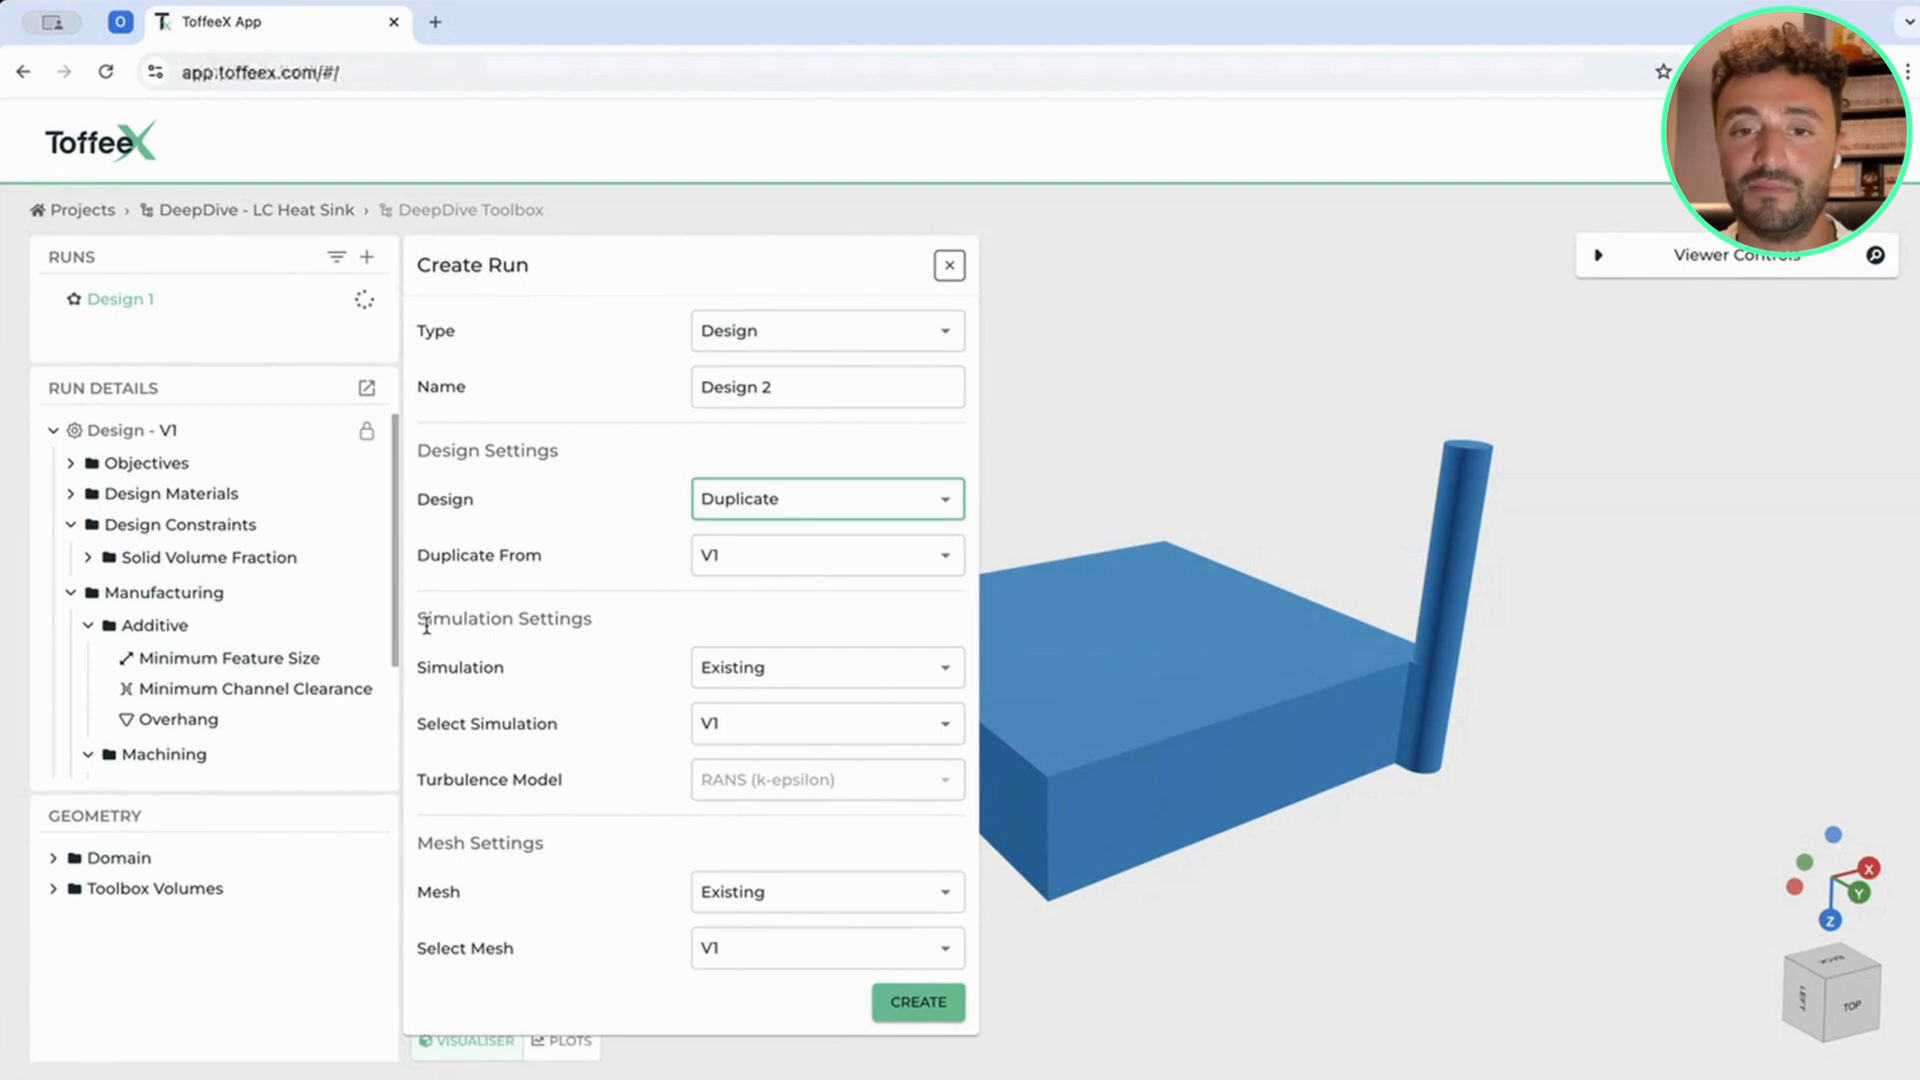 O
ToffeeX App
app.toffeex.com/#/
ToffeeX
Projects › DeepDive - LC Heat Sink › DeepDive Toolbox
RUNS
Design 1
RUN DETAILS
Design - V1
Objectives
Design Materials
Design Constraints
Solid Volume Fraction
Manufacturing
Additive
Minimum Feature Size
Minimum Channel Clearance
Overhang
Machining
GEOMETRY
Domain
Toolbox Volumes
Create Run
Type Design
Name Design 2
Design Settings
Design Duplicate
Duplicate From V1
Simulation Settings
Simulation Existing
Select Simulation V1
Turbulence Model RANS (k-epsilon)
Mesh Settings
Mesh Existing
Select Mesh V1
CREATE
VISUALISER PLOTS
Viewer Controls
X
Y
Z
BACK
LEFT
TOP